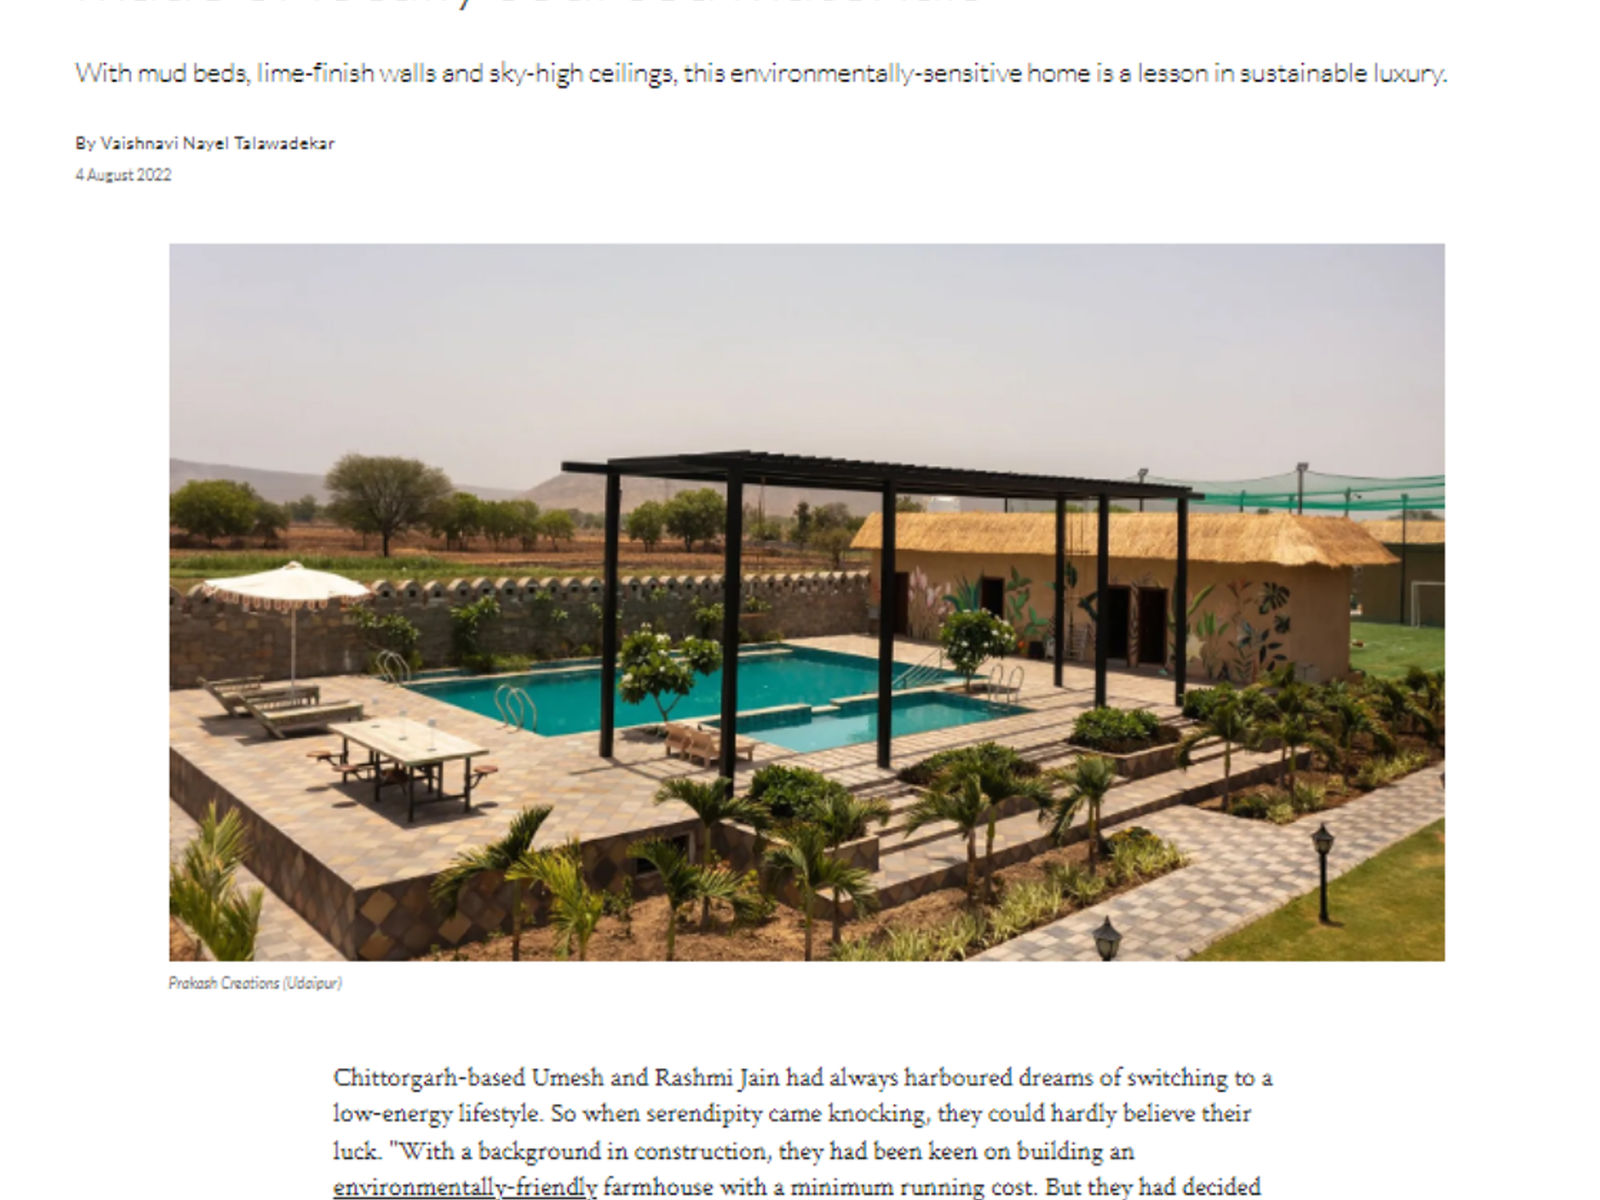 With mud beds, lime-finish walls and sky-high ceilings, this environmentally-sensitive home is a lesson in sustainable luxury.
By Vaishnavi Nayel Talawadekar
4 August 2022
Prakash Creations (Udaipur)
Chittorgarh-based Umesh and Rashmi Jain had always harboured dreams of switching to a
low-energy lifestyle. So when serendipity came knocking, they could hardly believe their
luck. "With a background in construction, they had been keen on building an
environmentally-friendly farmhouse with a minimum running cost. But they had decided